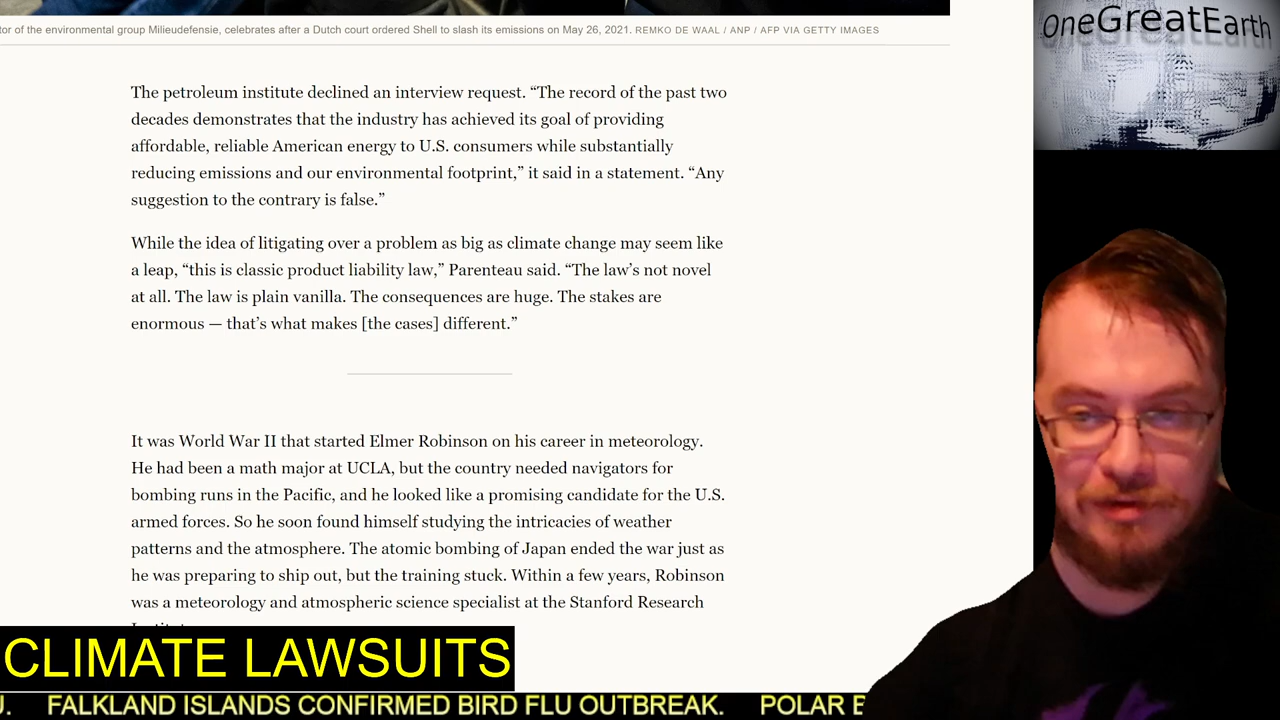 tor of the environmental group Milieudefensie, celebrates after a Dutch court ordered Shell to slash its emissions on May 26, 2021. REMKO DE WAAL / ANP / AFP VIA GETTY IMAGES
OneGreatEarth
The petroleum institute declined an interview request. “The record of the past two
decades demonstrates that the industry has achieved its goal of providing
affordable, reliable American energy to U.S. consumers while substantially
reducing emissions and our environmental footprint,” it said in a statement. “Any
suggestion to the contrary is false.”
While the idea of litigating over a problem as big as climate change may seem like
a leap, “this is classic product liability law,” Parenteau said. “The law’s not novel
at all. The law is plain vanilla. The consequences are huge. The stakes are
enormous — that’s what makes [the cases] different.”
It was World War II that started Elmer Robinson on his career in meteorology.
He had been a math major at UCLA, but the country needed navigators for
bombing runs in the Pacific, and he looked like a promising candidate for the U.S.
armed forces. So he soon found himself studying the intricacies of weather
patterns and the atmosphere. The atomic bombing of Japan ended the war just as
he was preparing to ship out, but the training stuck. Within a few years, Robinson
was a meteorology and atmospheric science specialist at the Stanford Research
CLIMATE LAWSUITS
U. FALKLAND ISLANDS CONFIRMED BIRD FLU OUTBREAK. POLAR